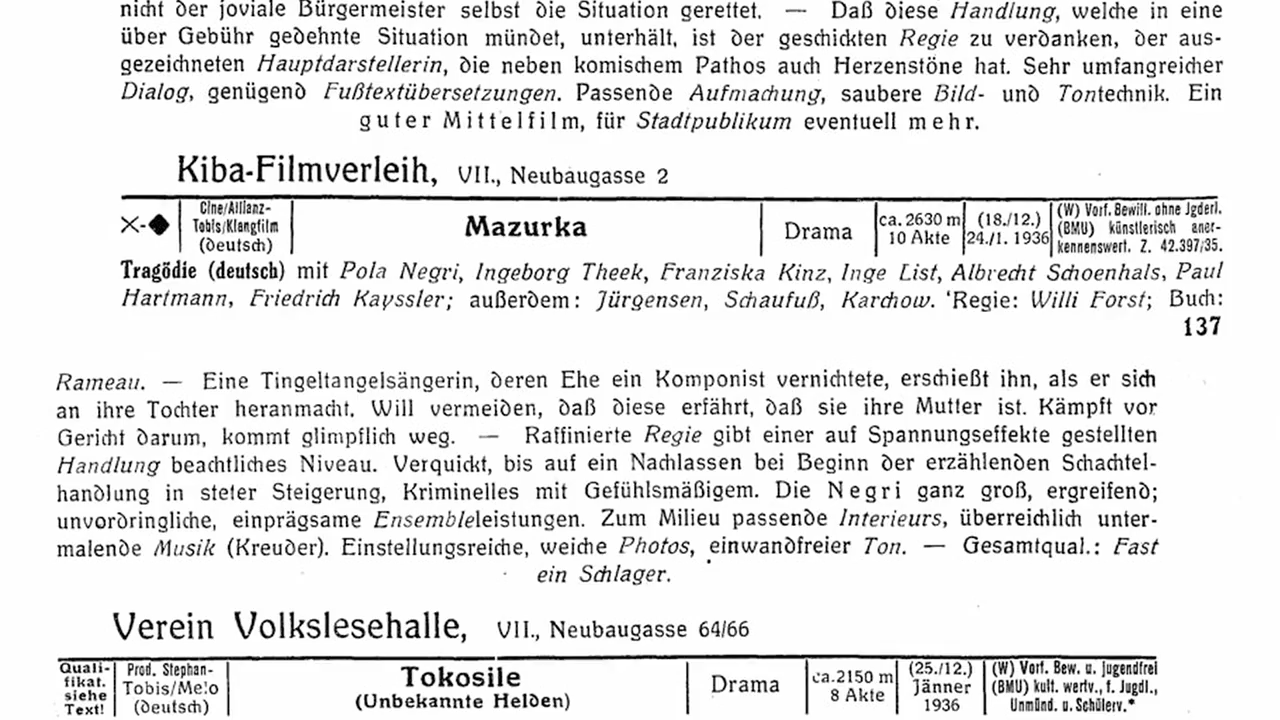 nicht der joviale Bürgermeister selbst die Situation gerettet. — Daß diese Handlung, welche in eine
über Gebühr gedehnte Situation mündet, unterhält, ist der geschickten Regie zu verdanken, der aus-
gezeichneten Hauptdarstellerin, die neben komischem Pathos auch Herzenstöne hat. Sehr umfangreicher
Dialog, genügend Fußtextübersetzungen. Passende Aufmachung, saubere Bild- und Tontechnik. Ein
guter Mittelfilm, für Stadtpublikum eventuell mehr.
Kiba-Filmverleih, VII., Neubaugasse 2
X-◆ Cine/Allianz- Tobis/Klangfilm (deutsch) Mazurka Drama ca. 2630 m 10 Akte (18./12.) 24./1. 1936 (W) Vorf. Bewill. ohne Jgderl. (BMU) künstlerisch aner- kennenswert. Z. 42.397/35.
Tragödie (deutsch) mit Pola Negri, Ingeborg Theek, Franziska Kinz, Inge List, Albrecht Schoenhals, Paul
Hartmann, Friedrich Kayssler; außerdem: Jürgensen, Schaufuß, Karchow. 'Regie: Willi Forst; Buch:
137
Rameau. — Eine Tingeltangelsängerin, deren Ehe ein Komponist vernichtete, erschießt ihn, als er sich
an ihre Tochter heranmacht. Will vermeiden, daß diese erfährt, daß sie ihre Mutter ist. Kämpft vor
Gericht darum, kommt glimpflich weg. — Raffinierte Regie gibt einer auf Spannungseffekte gestellten
Handlung beachtliches Niveau. Verquickt, bis auf ein Nachlassen bei Beginn der erzählenden Schachtel-
handlung in steter Steigerung, Kriminelles mit Gefühlsmäßigem. Die Negri ganz groß, ergreifend;
unvordringliche, einprägsame Ensembleleistungen. Zum Milieu passende Interieurs, überreichlich unter-
malende Musik (Kreuder). Einstellungsreiche, weiche Photos, einwandfreier Ton. — Gesamtqual.: Fast
ein Schlager.
Verein Volkslesehalle, VII., Neubaugasse 64/66
Quali- fikat. siehe Text! Prod. Stephan- Tobis/Melo (deutsch) Tokosile (Unbekannte Helden) Drama ca. 2150 m 8 Akte (25./12.) Jänner 1936 (W) Vorf. Bew. u. jugendfrei (BMU) kult. wertv., f. Jugdl., Unmünd. u. Schülerv.*